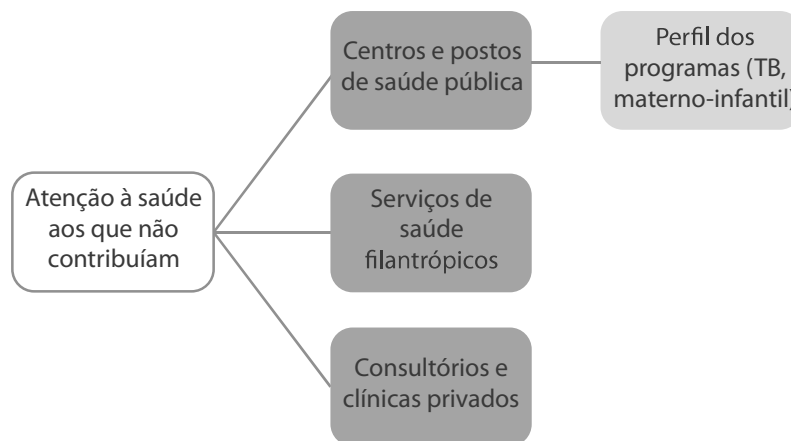 Centros e postos
de saúde pública
Perfil dos
programas (TB,
materno-infantil)
Atenção à saúde
aos que não
contribuíam
Serviços de
saúde
filantrópicos
Consultórios e
clínicas privados